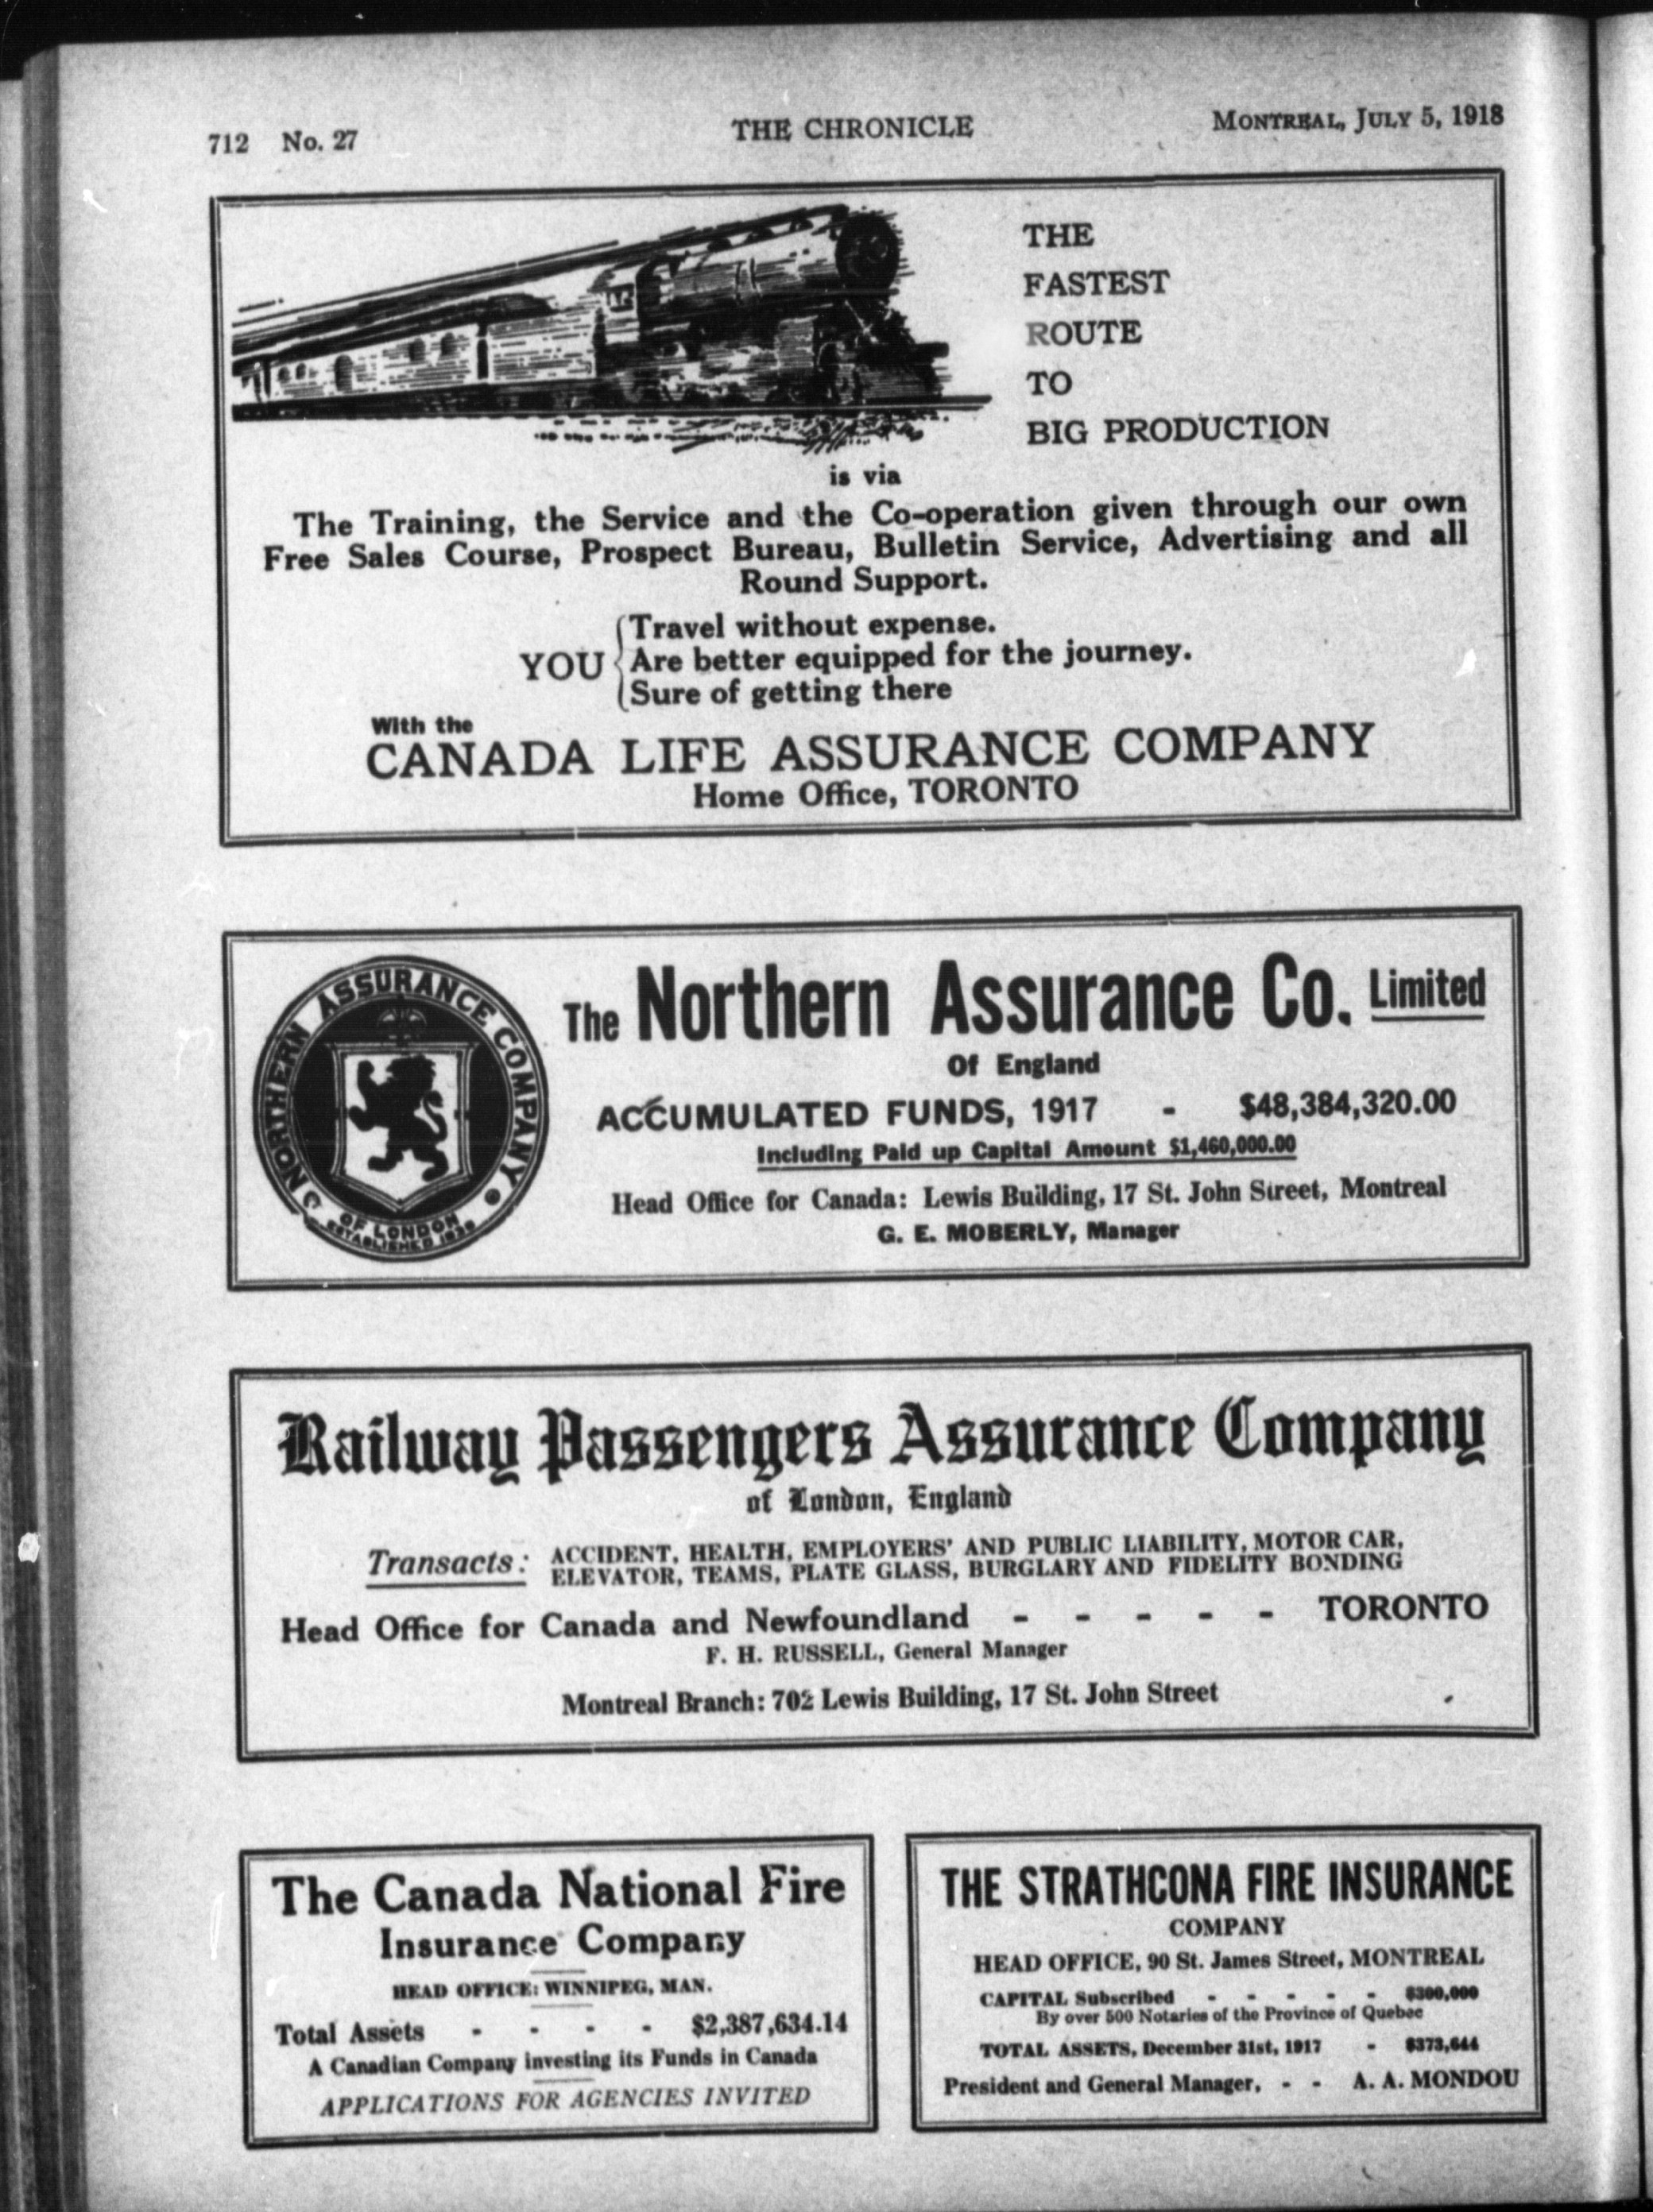 712 No. 27
THE CHRONICLE
MONTREAL, JULY 5, 1918
THE
FASTEST
ROUTE
TO
BIG PRODUCTION
is via
The Training, the Service and the Co-operation given through our own
Free Sales Course, Prospect Bureau, Bulletin Service, Advertising and all
Round Support.
YOU
Travel without expense.
Are better equipped for the journey.
Sure of getting there
With the
CANADA LIFE ASSURANCE COMPANY
Home Office, TORONTO
NORTHERN ASSURANCE COMPANY
OF LONDON
ESTABLISHED 1836
The Northern Assurance Co. Limited
Of England
ACCUMULATED FUNDS, 1917 - $48,384,320.00
Including Paid up Capital Amount $1,460,000.00
Head Office for Canada: Lewis Building, 17 St. John Street, Montreal
G. E. MOBERLY, Manager
Railway Passengers Assurance Company
of London, England
Transacts: ACCIDENT, HEALTH, EMPLOYERS' AND PUBLIC LIABILITY, MOTOR CAR,
ELEVATOR, TEAMS, PLATE GLASS, BURGLARY AND FIDELITY BONDING
Head Office for Canada and Newfoundland - - - - - TORONTO
F. H. RUSSELL, General Manager
Montreal Branch: 702 Lewis Building, 17 St. John Street
The Canada National Fire
Insurance Company
HEAD OFFICE: WINNIPEG, MAN.
Total Assets - - - - $2,387,634.14
A Canadian Company investing its Funds in Canada
APPLICATIONS FOR AGENCIES INVITED
THE STRATHCONA FIRE INSURANCE
COMPANY
HEAD OFFICE, 90 St. James Street, MONTREAL
CAPITAL Subscribed - - - - - $300,000
By over 500 Notaries of the Province of Quebec
TOTAL ASSETS, December 31st, 1917 - $373,644
President and General Manager, - - A. A. MONDOU